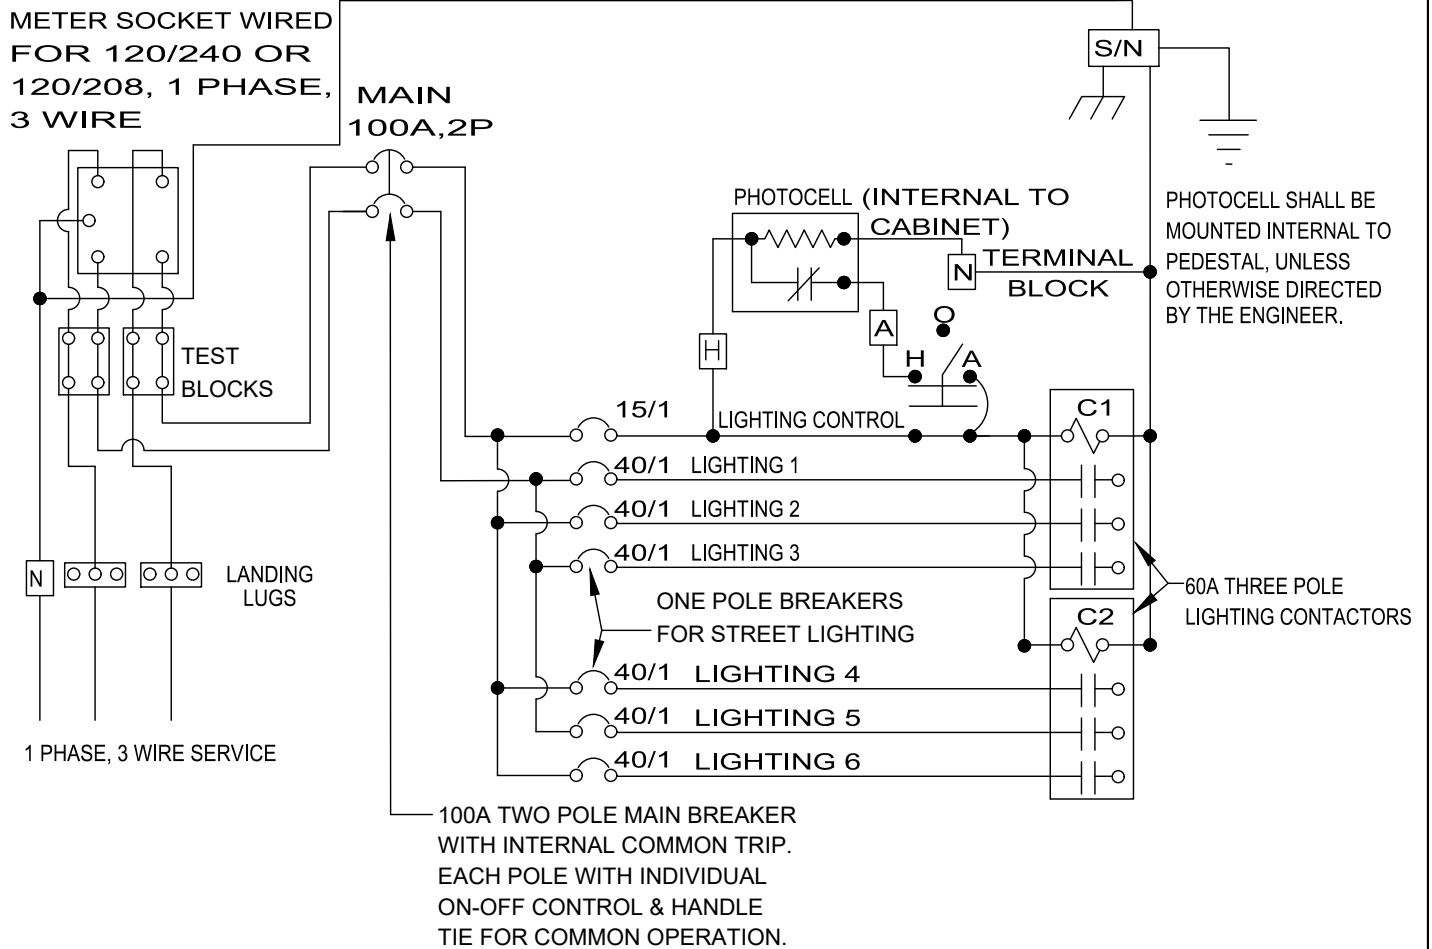 METER SOCKET WIRED
FOR 120/240 OR
120/208, 1 PHASE,
3 WIRE
MAIN
100A,2P
S/N
PHOTOCELL (INTERNAL TO
CABINET)
PHOTOCELL SHALL BE
MOUNTED INTERNAL TO
PEDESTAL, UNLESS
OTHERWISE DIRECTED
BY THE ENGINEER.
N
TERMINAL
BLOCK
A
O
H
H
A
TEST
BLOCKS
15/1
LIGHTING CONTROL
C1
40/1 LIGHTING 1
40/1 LIGHTING 2
40/1 LIGHTING 3
N
LANDING
LUGS
ONE POLE BREAKERS
FOR STREET LIGHTING
60A THREE POLE
LIGHTING CONTACTORS
C2
40/1 LIGHTING 4
40/1 LIGHTING 5
40/1 LIGHTING 6
1 PHASE, 3 WIRE SERVICE
100A TWO POLE MAIN BREAKER
WITH INTERNAL COMMON TRIP.
EACH POLE WITH INDIVIDUAL
ON-OFF CONTROL & HANDLE
TIE FOR COMMON OPERATION.